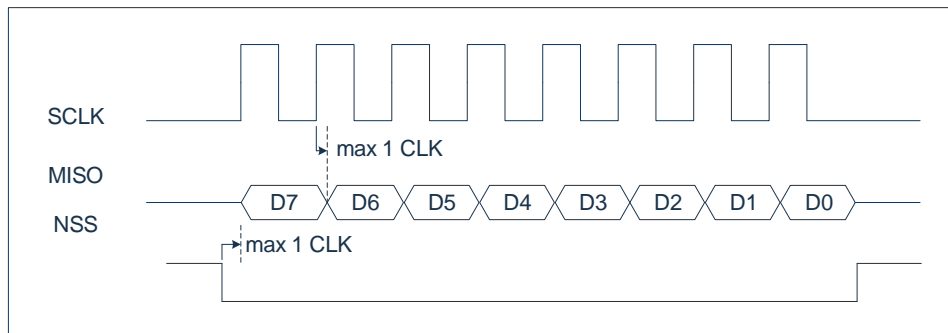 SCLK
max 1 CLK
MISO
D7 D6 D5 D4 D3 D2 D1 D0
NSS
max 1 CLK